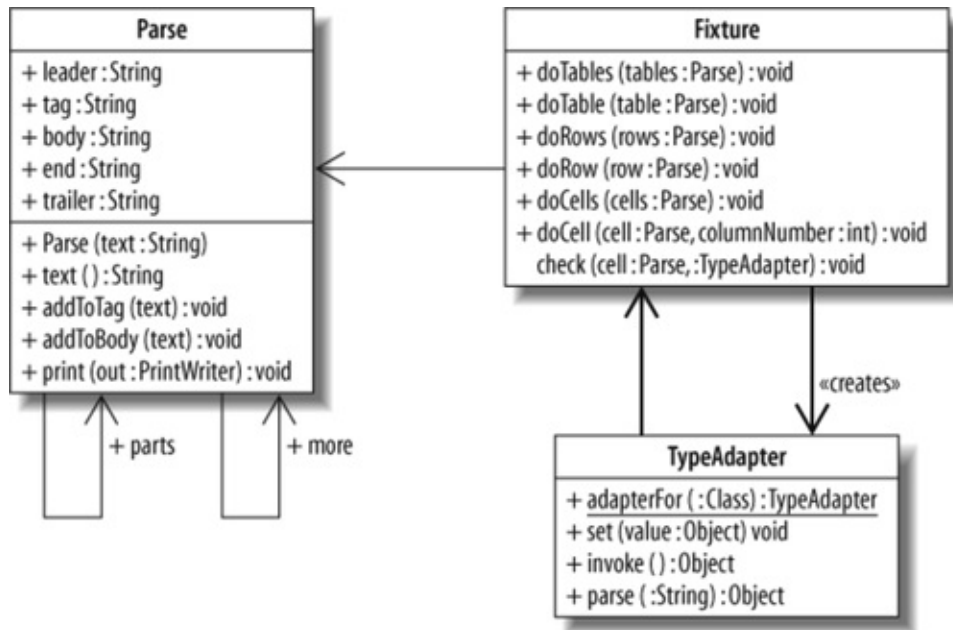 Parse
+ leader : String
+ tag : String
+ body : String
+ end : String
+ trailer : String
+ Parse (text : String)
+ text ( ) : String
+ addToTag (text) : void
+ addToBody (text) : void
+ print (out : PrintWriter) : void
+ parts
+ more
Fixture
+ doTables (tables : Parse) : void
+ doTable (table : Parse) : void
+ doRows (rows : Parse) : void
+ doRow (row : Parse) : void
+ doCells (cells : Parse) : void
+ doCell (cell : Parse, columnNumber : int) : void
check (cell : Parse, :TypeAdapter) : void
«creates»
TypeAdapter
+ adapterFor ( : Class) : TypeAdapter
+ set (value : Object) void
+ invoke ( ) : Object
+ parse ( : String) : Object